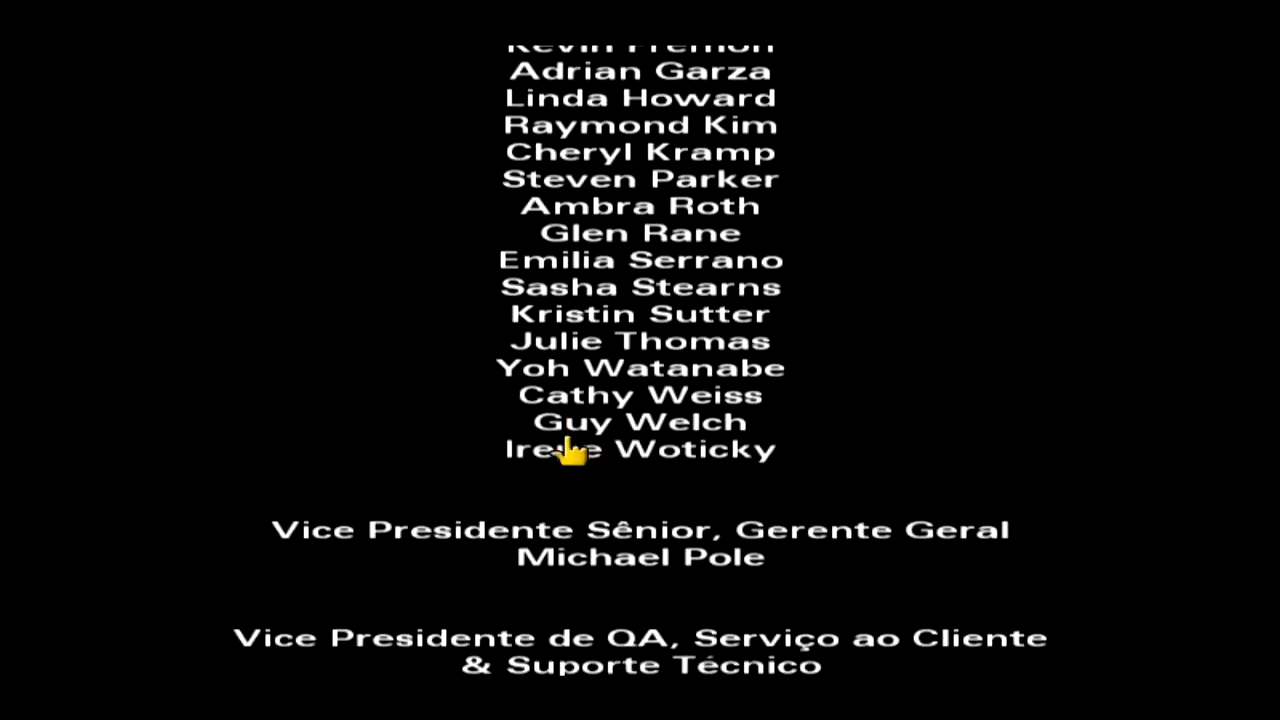 Adrian Garza
Linda Howard
Raymond Kim
Cheryl Kramp
Steven Parker
Ambra Roth
Glen Rane
Emilia Serrano
Sasha Stearns
Kristin Sutter
Julie Thomas
Yoh Watanabe
Cathy Weiss
Guy Welch
Irene Woticky
Vice Presidente Sênior, Gerente Geral
Michael Pole
Vice Presidente de QA, Serviço ao Cliente
& Suporte Técnico